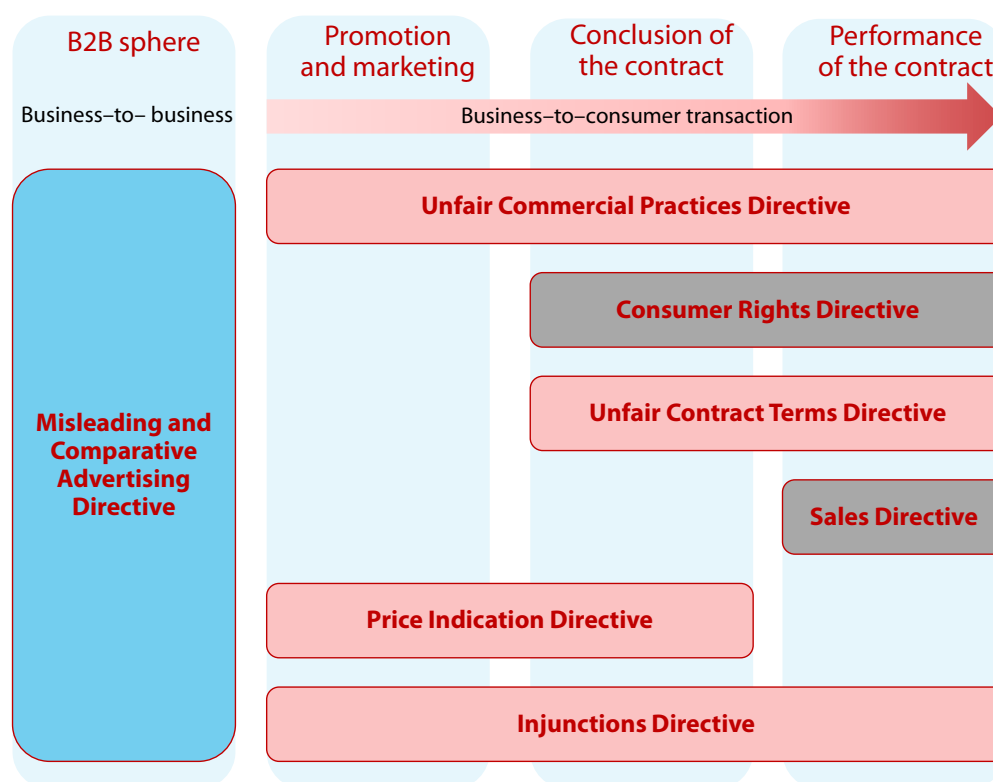 B2B sphere
Promotion
and marketing
Conclusion of
the contract
Performance
of the contract
Business–to– business
Business–to–consumer transaction
Unfair Commercial Practices Directive
Consumer Rights Directive
Unfair Contract Terms Directive
Misleading and
Comparative
Advertising
Directive
Sales Directive
Price Indication Directive
Injunctions Directive